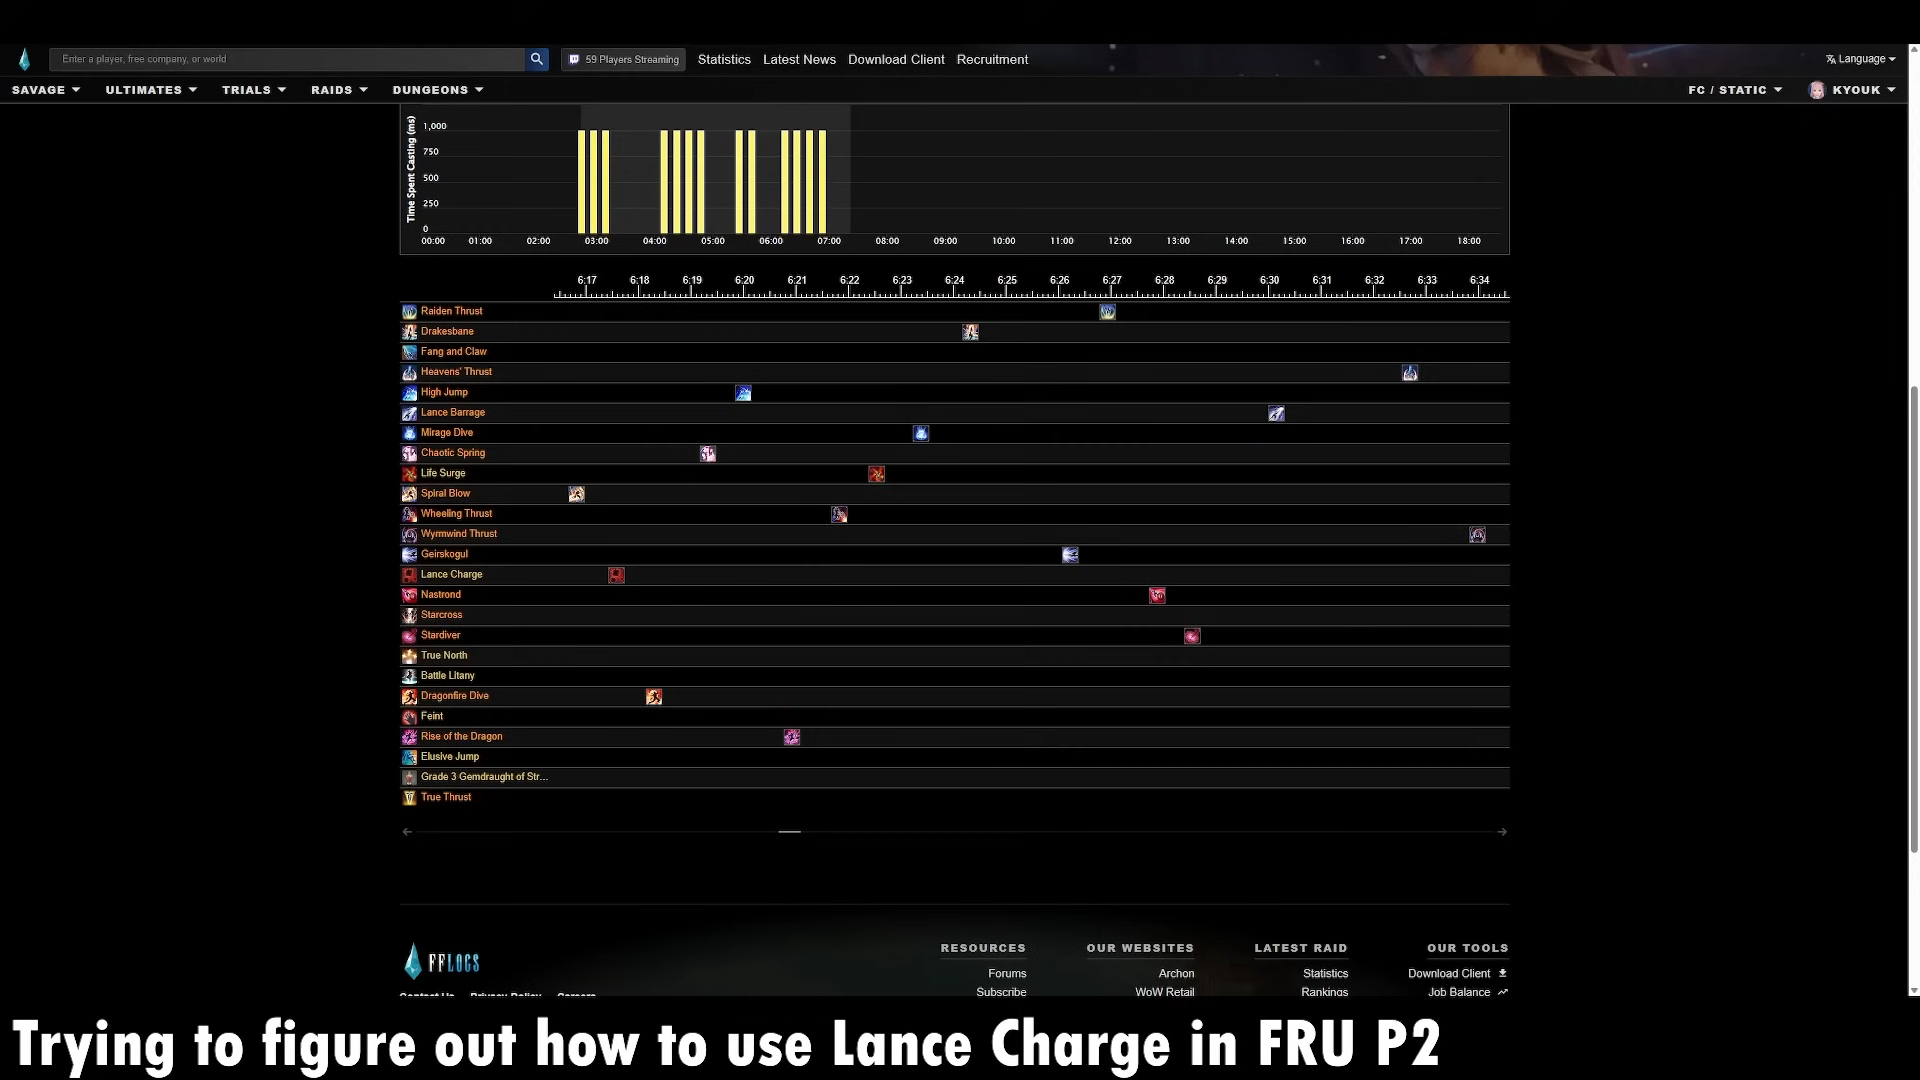 Enter a player, free company, or world
59 Players Streaming
Statistics
Latest News
Download Client
Recruitment
Language
SAVAGE
ULTIMATES
TRIALS
RAIDS
DUNGEONS
FC / STATIC
KYOUK
Time Spent Casting (ms)
1,000
750
500
250
0
00:00 01:00 02:00 03:00 04:00 05:00 06:00 07:00 08:00 09:00 10:00 11:00 12:00 13:00 14:00 15:00 16:00 17:00 18:00
6:17 6:18 6:19 6:20 6:21 6:22 6:23 6:24 6:25 6:26 6:27 6:28 6:29 6:30 6:31 6:32 6:33 6:34
Raiden Thrust
Drakesbane
Fang and Claw
Heavens' Thrust
High Jump
Lance Barrage
Mirage Dive
Chaotic Spring
Life Surge
Spiral Blow
Wheeling Thrust
Wyrmwind Thrust
Geirskogul
Lance Charge
Nastrond
Starcross
Stardiver
True North
Battle Litany
Dragonfire Dive
Feint
Rise of the Dragon
Elusive Jump
Grade 3 Gemdraught of Str...
True Thrust
FFLOGS
Contact Us Privacy Policy Careers
RESOURCES
Forums
Subscribe
OUR WEBSITES
Archon
WoW Retail
LATEST RAID
Statistics
Rankings
OUR TOOLS
Download Client
Job Balance
Trying to figure out how to use Lance Charge in FRU P2